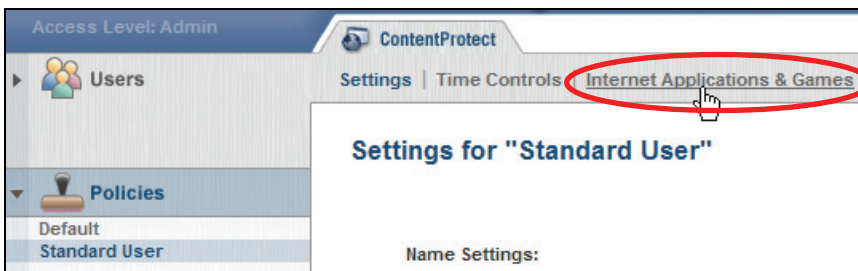 Access Level: Admin
ContentProtect
Users
Settings | Time Controls | Internet Applications & Games
Settings for "Standard User"
Policies
Default
Standard User
Name Settings: